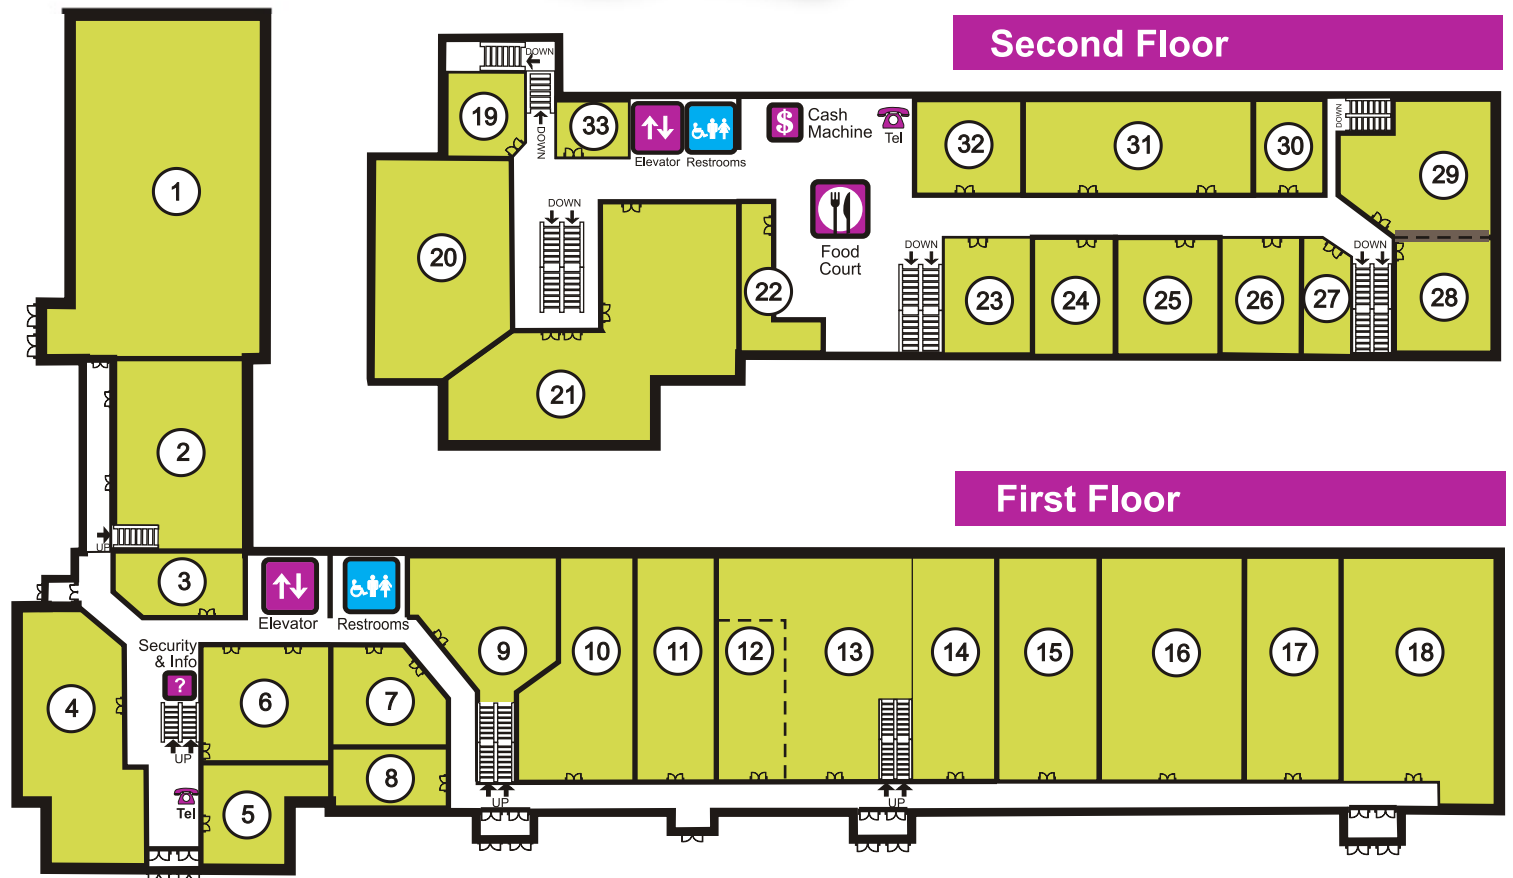 Second Floor
DOWN
19
DOWN
33
Elevator
Restrooms
$
Cash
Machine
Tel
32
31
30
DOWN
29
20
DOWN
22
Food
Court
DOWN
23
24
25
26
27
DOWN
28
21
1
2
UP
3
First Floor
Elevator
Restrooms
Security
& Info
?
UP
Tel
4
5
6
7
8
9
10
11
12
13
14
15
16
17
18
UP
UP